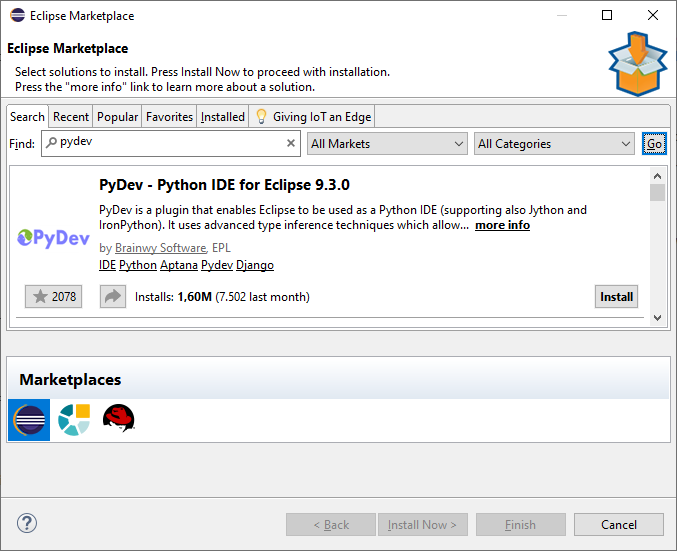 Eclipse Marketplace
Eclipse Marketplace
Select solutions to install. Press Install Now to proceed with installation.
Press the "more info" link to learn more about a solution.
Search Recent Popular Favorites Installed Giving IoT an Edge
Find: pydev All Markets All Categories Go
PyDev - Python IDE for Eclipse 9.3.0
PyDev is a plugin that enables Eclipse to be used as a Python IDE (supporting also Jython and
IronPython). It uses advanced type inference techniques which allow... more info
PyDev
by Brainwy Software, EPL
IDE Python Aptana Pydev Django
2078 Installs: 1,60M (7.502 last month) Install
Marketplaces
? < Back Install Now > Finish Cancel